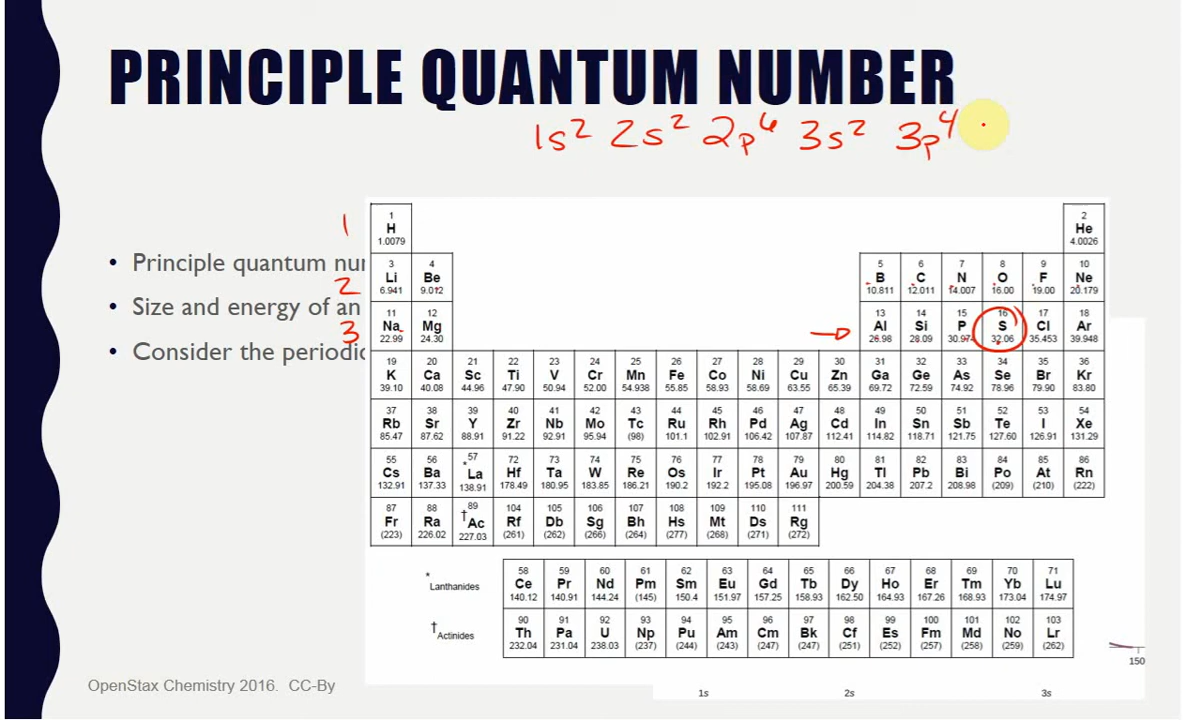 PRINCIPLE QUANTUM NUMBER
1s² 2s² 2p⁶ 3s² 3p⁴
1
• Principle quantum nu
2
• Size and energy of an
3
• Consider the periodi
1 2
H He
1.0079 4.0026
3 4 5 6 7 8 9 10
Li Be B C N O F Ne
6.941 9.012 10.811 12.011 14.007 16.00 19.00 20.179
11 12 13 14 15 16 17 18
Na Mg Al Si P S Cl Ar
22.99 24.30 26.98 28.09 30.974 32.06 35.453 39.948
19 20 21 22 23 24 25 26 27 28 29 30 31 32 33 34 35 36
K Ca Sc Ti V Cr Mn Fe Co Ni Cu Zn Ga Ge As Se Br Kr
39.10 40.08 44.96 47.90 50.94 52.00 54.938 55.85 58.93 58.69 63.55 65.39 69.72 72.59 74.92 78.96 79.90 83.80
37 38 39 40 41 42 43 44 45 46 47 48 49 50 51 52 53 54
Rb Sr Y Zr Nb Mo Tc Ru Rh Pd Ag Cd In Sn Sb Te I Xe
85.47 87.62 88.91 91.22 92.91 95.94 (98) 101.1 102.91 106.42 107.87 112.41 114.82 118.71 121.75 127.60 126.91 131.29
55 56 *57 72 73 74 75 76 77 78 79 80 81 82 83 84 85 86
Cs Ba La Hf Ta W Re Os Ir Pt Au Hg Tl Pb Bi Po At Rn
132.91 137.33 138.91 178.49 180.95 183.85 186.21 190.2 192.2 195.08 196.97 200.59 204.38 207.2 208.98 (209) (210) (222)
87 88 89 104 105 106 107 108 109 110 111
Fr Ra †Ac Rf Db Sg Bh Hs Mt Ds Rg
(223) 226.02 227.03 (261) (262) (266) (264) (277) (268) (271) (272)
58 59 60 61 62 63 64 65 66 67 68 69 70 71
* Lanthanides Ce Pr Nd Pm Sm Eu Gd Tb Dy Ho Er Tm Yb Lu
140.12 140.91 144.24 (145) 150.4 151.97 157.25 158.93 162.50 164.93 167.26 168.93 173.04 174.97
90 91 92 93 94 95 96 97 98 99 100 101 102 103
† Actinides Th Pa U Np Pu Am Cm Bk Cf Es Fm Md No Lr
232.04 231.04 238.03 (237) (244) (243) (247) (247) (251) (252) (257) (258) (259) (262)
150
OpenStax Chemistry 2016. CC-By
1s 2s 3s